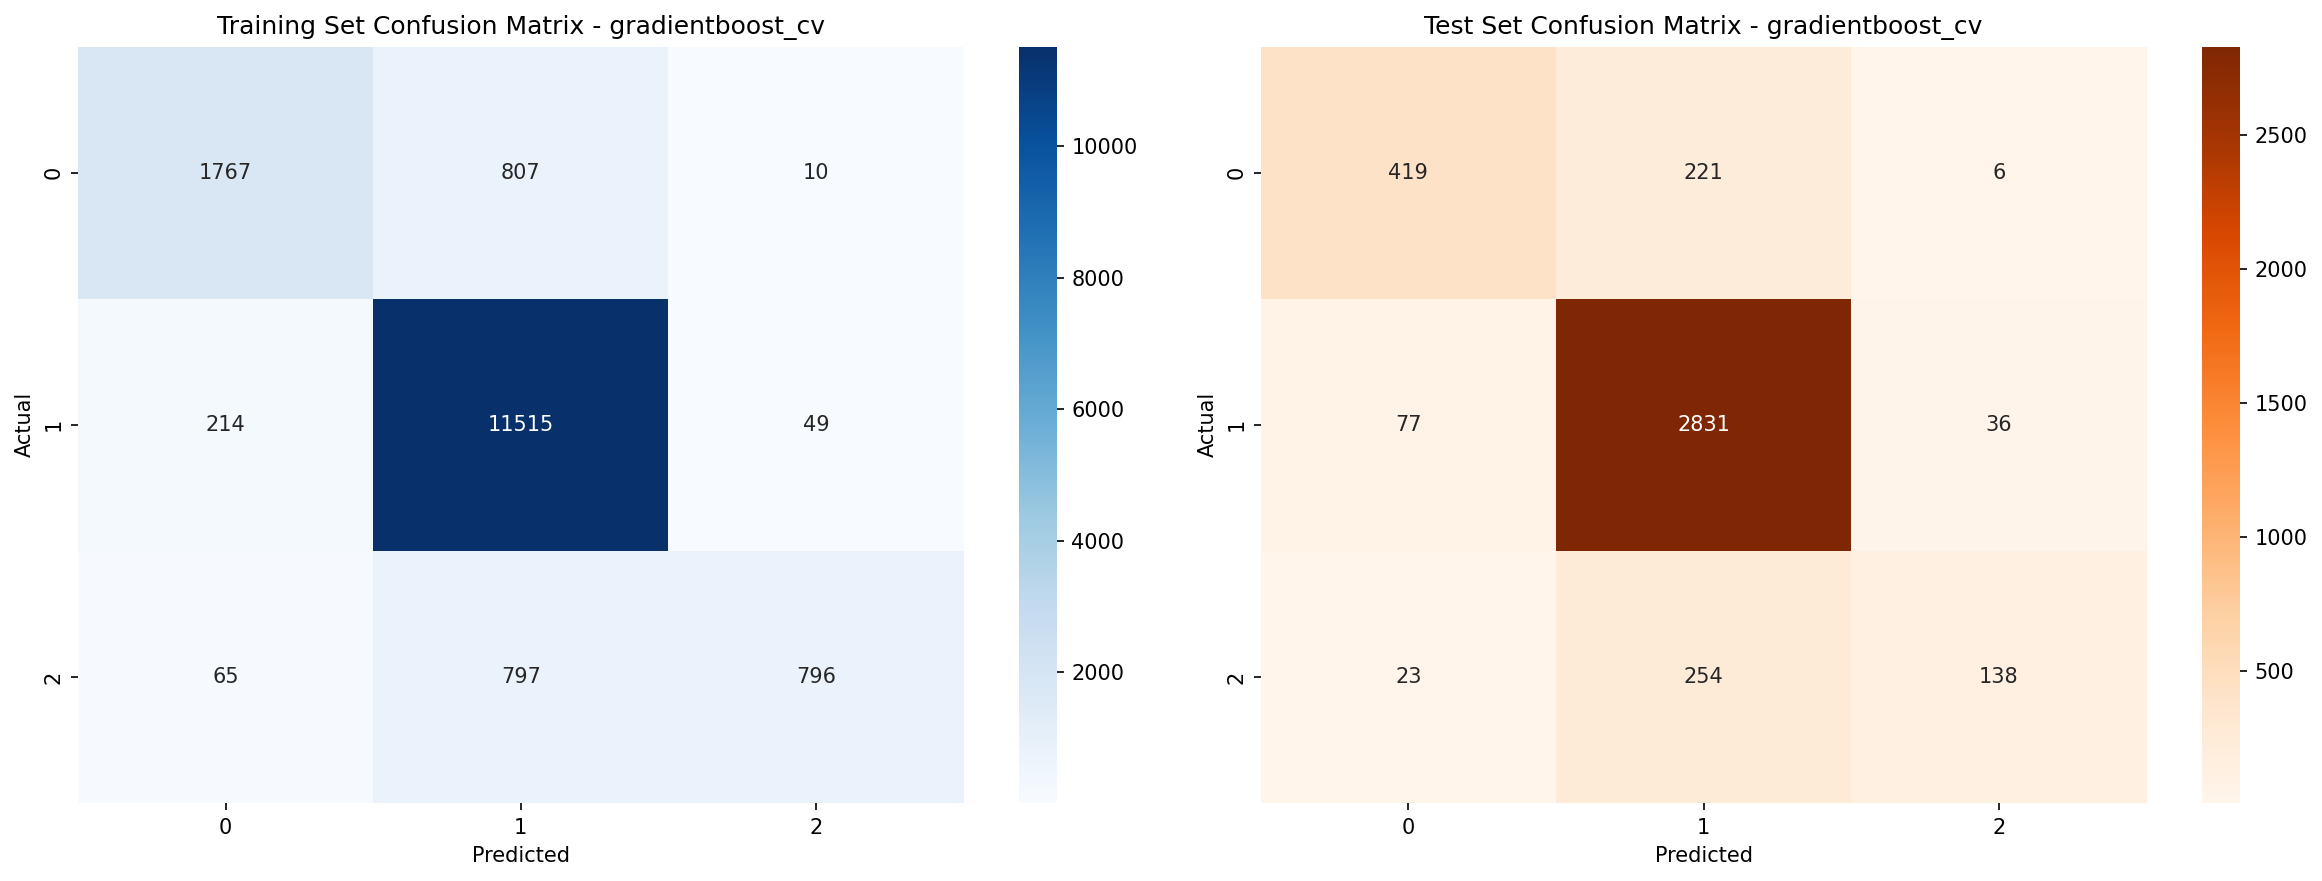 Training Set Confusion Matrix - gradientboost_cv
Actual
0
1
2
1767 807 10
214 11515 49
65 797 796
0 1 2
Predicted
10000
8000
6000
4000
2000
Test Set Confusion Matrix - gradientboost_cv
Actual
0
1
2
419 221 6
77 2831 36
23 254 138
0 1 2
Predicted
2500
2000
1500
1000
500